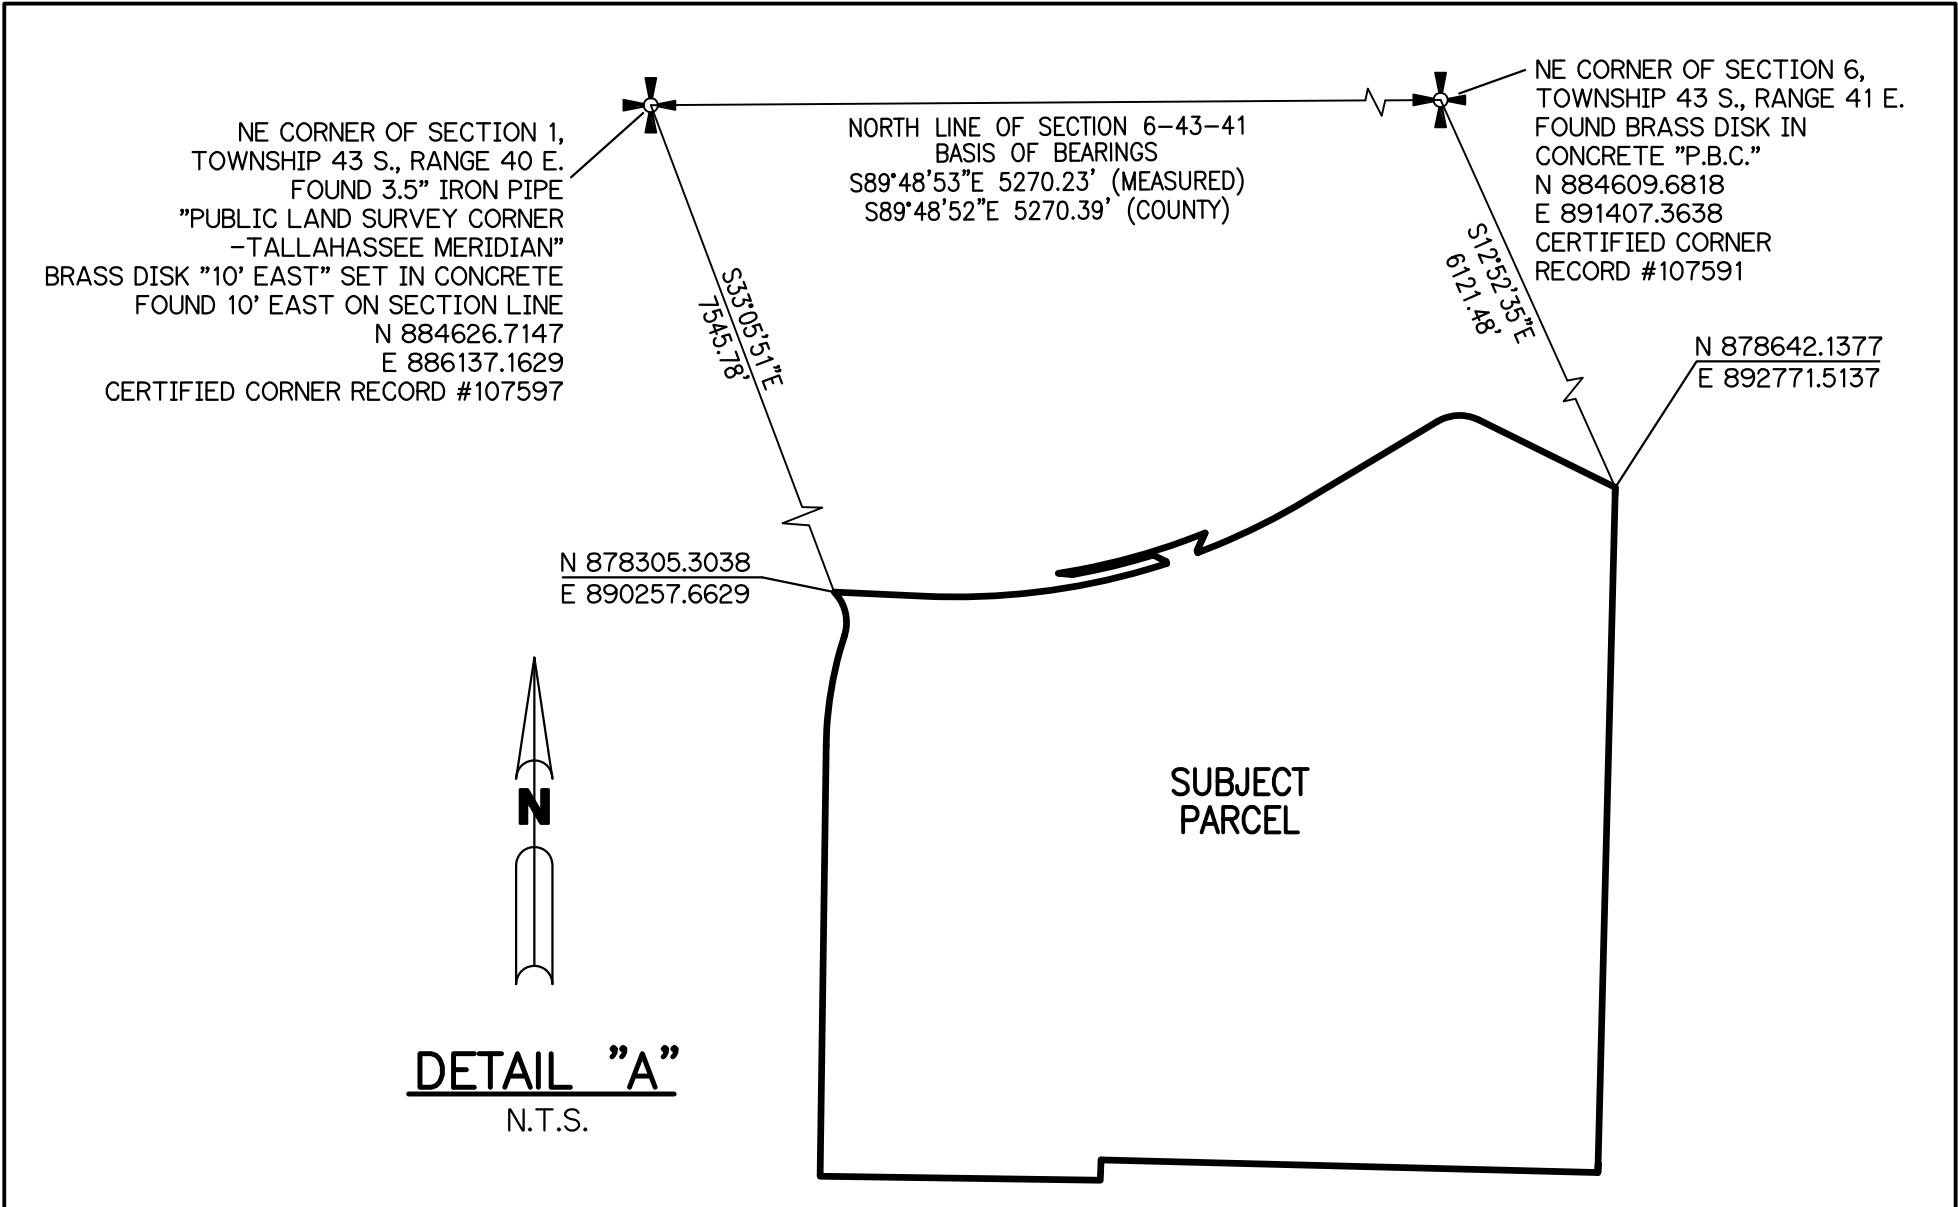 NE CORNER OF SECTION 1,
TOWNSHIP 43 S., RANGE 40 E.
FOUND 3.5" IRON PIPE
"PUBLIC LAND SURVEY CORNER
-TALLAHASSEE MERIDIAN"
BRASS DISK "10' EAST" SET IN CONCRETE
FOUND 10' EAST ON SECTION LINE
N 884626.7147
E 886137.1629
CERTIFIED CORNER RECORD #107597
NORTH LINE OF SECTION 6-43-41
BASIS OF BEARINGS
S89°48'53"E 5270.23' (MEASURED)
S89°48'52"E 5270.39' (COUNTY)
NE CORNER OF SECTION 6,
TOWNSHIP 43 S., RANGE 41 E.
FOUND BRASS DISK IN
CONCRETE "P.B.C."
N 884609.6818
E 891407.3638
CERTIFIED CORNER
RECORD #107591
S33°05'51"E
7545.78'
S12°52'35"E
6121.48'
N 878642.1377
E 892771.5137
N 878305.3038
E 890257.6629
N
SUBJECT
PARCEL
DETAIL "A"
N.T.S.